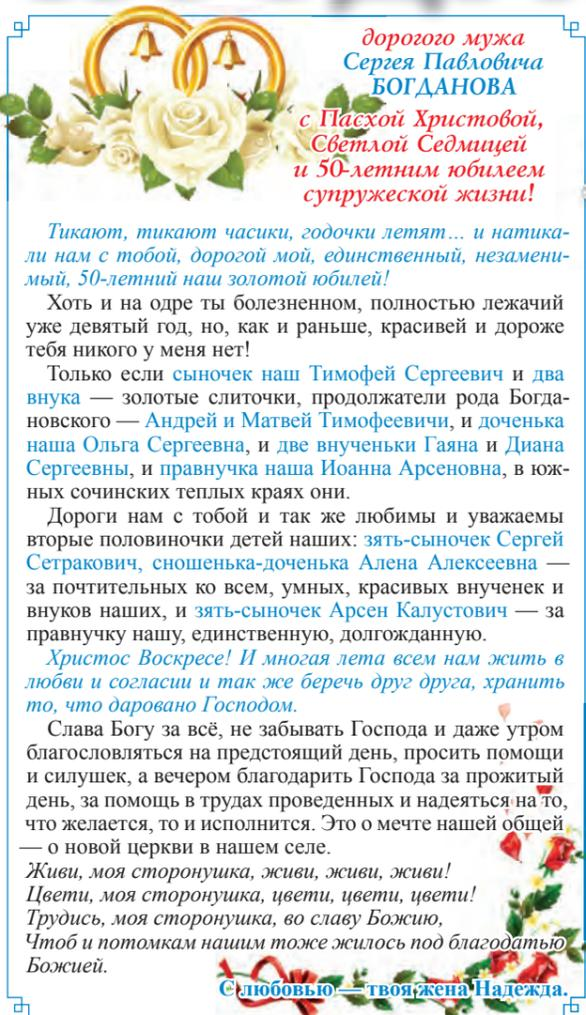 дорогого мужа
Сергея Павловича
БОГДАНОВА
с Пасхой Христовой,
Светлой Седмицей
и 50-летним юбилеем
супружеской жизни!
Тикают, тикают часики, годочки летят... и натика-
ли нам с тобой, дорогой мой, единственный, незамени-
мый, 50-летний наш золотой юбилей!
Хоть и на одре ты болезненном, полностью лежачий
уже девятый год, но, как и раньше, красивей и дороже
тебя никого у меня нет!
Только если сыночек наш Тимофей Сергеевич и два
внука — золотые слиточки, продолжатели рода Богда-
новского — Андрей и Матвей Тимофеевичи, и доченька
наша Ольга Сергеевна, и две внученьки Гаяна и Диана
Сергеевны, и правнучка наша Иоанна Арсеновна, в юж-
ных сочинских теплых краях они.
Дороги нам с тобой и так же любимы и уважаемы
вторые половиночки детей наших: зять-сыночек Сергей
Сетракович, сношенька-доченька Алена Алексеевна —
за почтительных ко всем, умных, красивых внученек и
внуков наших, и зять-сыночек Арсен Калустович — за
правнучку нашу, единственную, долгожданную.
Христос Воскресе! И многая лета всем нам жить в
любви и согласии и так же беречь друг друга, хранить
то, что даровано Господом.
Слава Богу за всё, не забывать Господа и даже утром
благословляться на предстоящий день, просить помощи
и силушек, а вечером благодарить Господа за прожитый
день, за помощь в трудах проведенных и надеяться на то,
что желается, то и исполнится. Это о мечте нашей общей
— о новой церкви в нашем селе.
Живи, моя сторонушка, живи, живи, живи!
Цвети, моя сторонушка, цвети, цвети, цвети!
Трудись, моя сторонушка, во славу Божию,
Чтоб и потомкам нашим тоже жилось под благодатью
Божией.
С любовью — твоя жена Надежда.